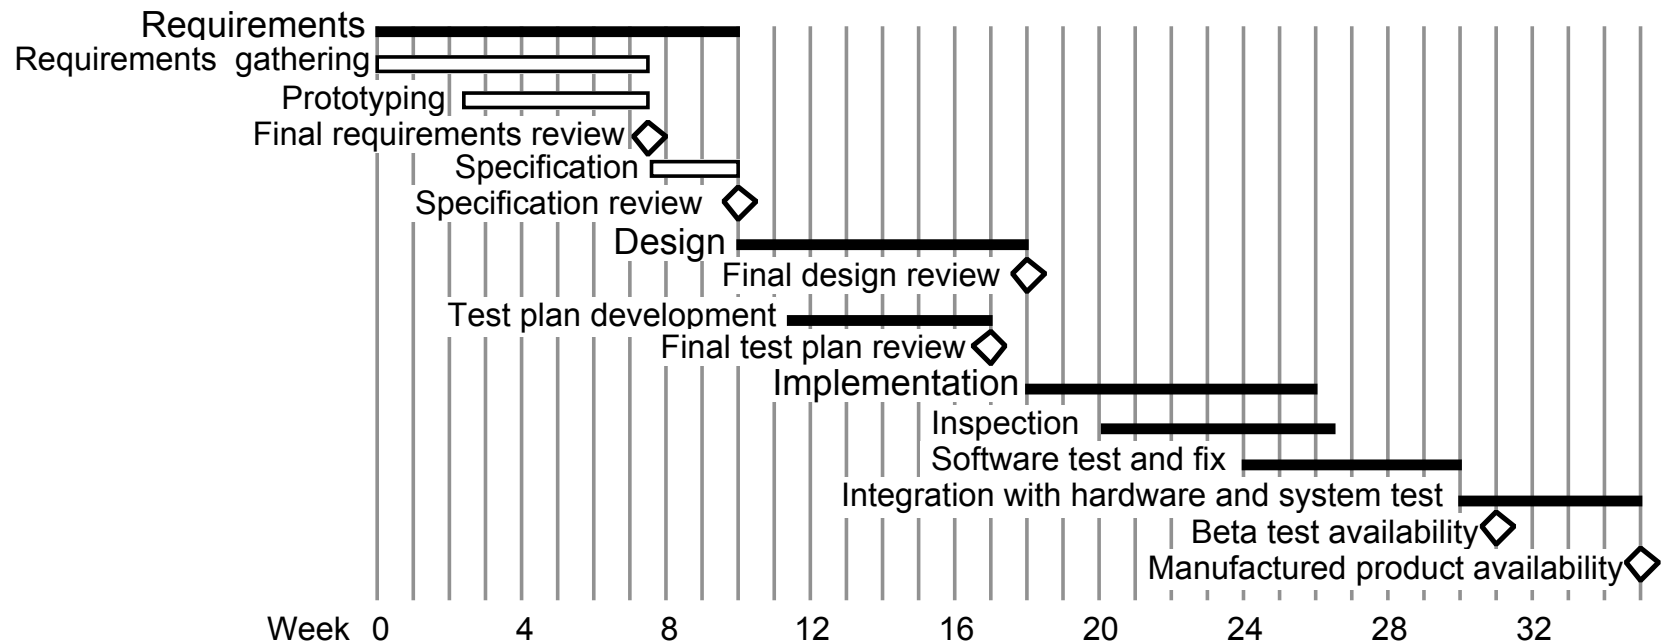 Requirements
Requirements gathering
Prototyping
Final requirements review
Specification
Specification review
Design
Final design review
Test plan development
Final test plan review
Implementation
Inspection
Software test and fix
Integration with hardware and system test
Beta test availability
Manufactured product availability
Week 0 4 8 12 16 20 24 28 32